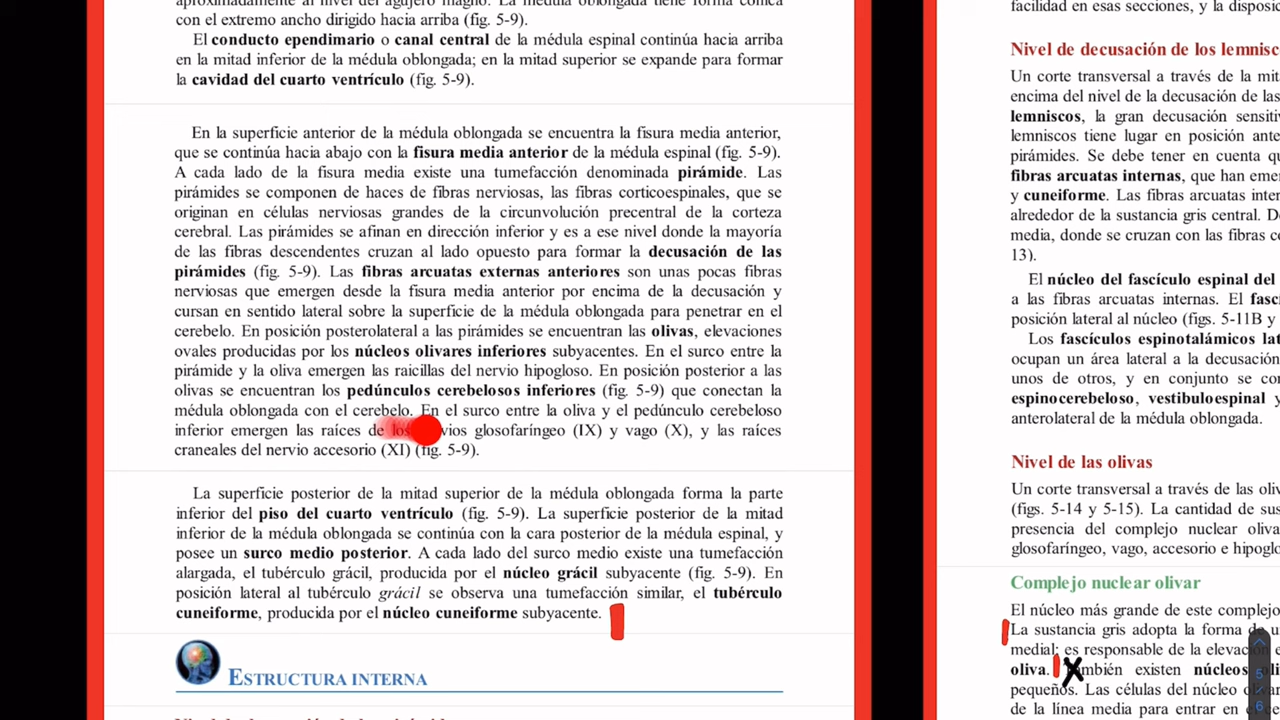 aproximadamente al nivel del agujero magno. La médula oblongada tiene forma cónica
con el extremo ancho dirigido hacia arriba (fig. 5-9).
El conducto ependimario o canal central de la médula espinal continúa hacia arriba
en la mitad inferior de la médula oblongada; en la mitad superior se expande para formar
la cavidad del cuarto ventrículo (fig. 5-9).
En la superficie anterior de la médula oblongada se encuentra la fisura media anterior,
que se continúa hacia abajo con la fisura media anterior de la médula espinal (fig. 5-9).
A cada lado de la fisura media existe una tumefacción denominada pirámide. Las
pirámides se componen de haces de fibras nerviosas, las fibras corticoespinales, que se
originan en células nerviosas grandes de la circunvolución precentral de la corteza
cerebral. Las pirámides se afinan en dirección inferior y es a ese nivel donde la mayoría
de las fibras descendentes cruzan al lado opuesto para formar la decusación de las
pirámides (fig. 5-9). Las fibras arcuatas externas anteriores son unas pocas fibras
nerviosas que emergen desde la fisura media anterior por encima de la decusación y
cursan en sentido lateral sobre la superficie de la médula oblongada para penetrar en el
cerebelo. En posición posterolateral a las pirámides se encuentran las olivas, elevaciones
ovales producidas por los núcleos olivares inferiores subyacentes. En el surco entre la
pirámide y la oliva emergen las raicillas del nervio hipogloso. En posición posterior a las
olivas se encuentran los pedúnculos cerebelosos inferiores (fig. 5-9) que conectan la
médula oblongada con el cerebelo. En el surco entre la oliva y el pedúnculo cerebeloso
inferior emergen las raíces de los vios glosofaríngeo (IX) y vago (X), y las raíces
craneales del nervio accesorio (XI) (fig. 5-9).
La superficie posterior de la mitad superior de la médula oblongada forma la parte
inferior del piso del cuarto ventrículo (fig. 5-9). La superficie posterior de la mitad
inferior de la médula oblongada se continúa con la cara posterior de la médula espinal, y
posee un surco medio posterior. A cada lado del surco medio existe una tumefacción
alargada, el tubérculo grácil, producida por el núcleo grácil subyacente (fig. 5-9). En
posición lateral al tubérculo grácil se observa una tumefacción similar, el tubérculo
cuneiforme, producida por el núcleo cuneiforme subyacente.
ESTRUCTURA INTERNA
facilidad en esas secciones, y la disposic
Nivel de decusación de los lemnisc
Un corte transversal a través de la mit
encima del nivel de la decusación de las
lemniscos, la gran decusación sensiti
lemniscos tiene lugar en posición ante
pirámides. Se debe tener en cuenta qu
fibras arcuatas internas, que han eme
y cuneiforme. Las fibras arcuatas inter
alrededor de la sustancia gris central. D
media, donde se cruzan con las fibras c
13).
El núcleo del fascículo espinal del
a las fibras arcuatas internas. El fasc
posición lateral al núcleo (figs. 5-11B y
Los fascículos espinotalámicos lat
ocupan un área lateral a la decusación
unos de otros, y en conjunto se co
espinocerebeloso, vestibuloespinal y
anterolateral de la médula oblongada.
Nivel de las olivas
Un corte transversal a través de las oliv
(figs. 5-14 y 5-15). La cantidad de sus
presencia del complejo nuclear oliva
glosofaríngeo, vago, accesorio e hipoglo
Complejo nuclear olivar
El núcleo más grande de este complejo
La sustancia gris adopta la forma de u
medial; es responsable de la elevació e
oliva. X mbién existen núcleos oli
pequeños. Las células del núcleo
de la línea media para entrar en
5
6